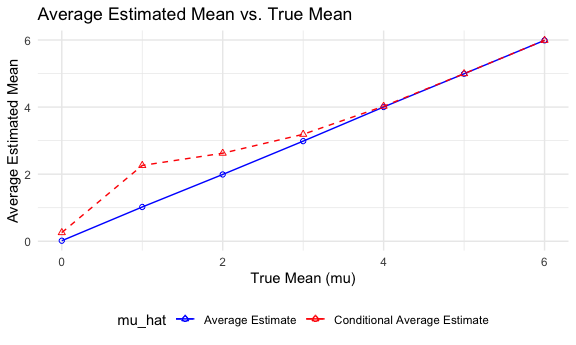 Average Estimated Mean vs. True Mean
Average Estimated Mean
6
4
2
0
0 2 4 6
True Mean (mu)
mu_hat Average Estimate Conditional Average Estimate